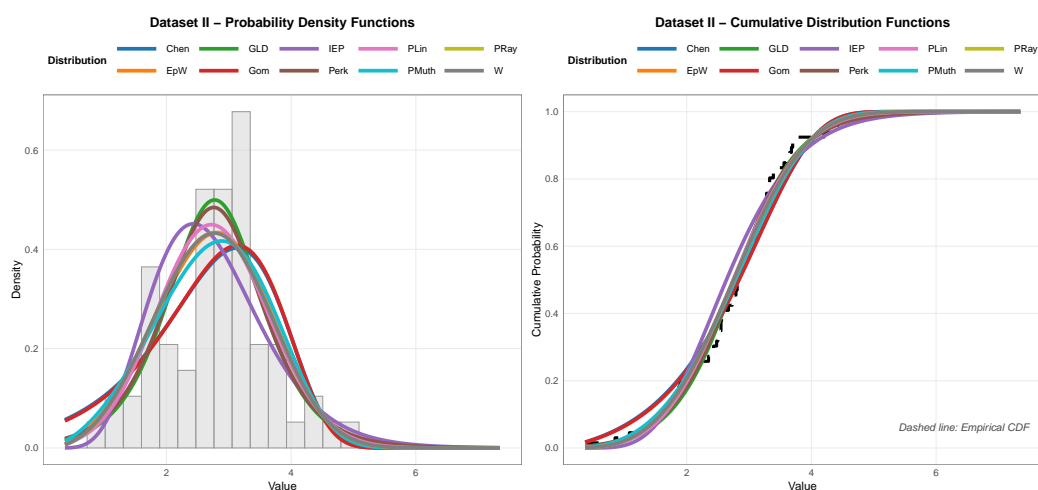 Dataset II – Probability Density Functions
Distribution
Chen GLD IEP PLin PRay
EpW Gom Perk PMuth W
Density
0.6
0.4
0.2
0.0
2 4 6
Value
Dataset II – Cumulative Distribution Functions
Distribution
Chen GLD IEP PLin PRay
EpW Gom Perk PMuth W
Cumulative Probability
1.0
0.8
0.6
0.4
0.2
0.0
Dashed line: Empirical CDF
2 4 6
Value